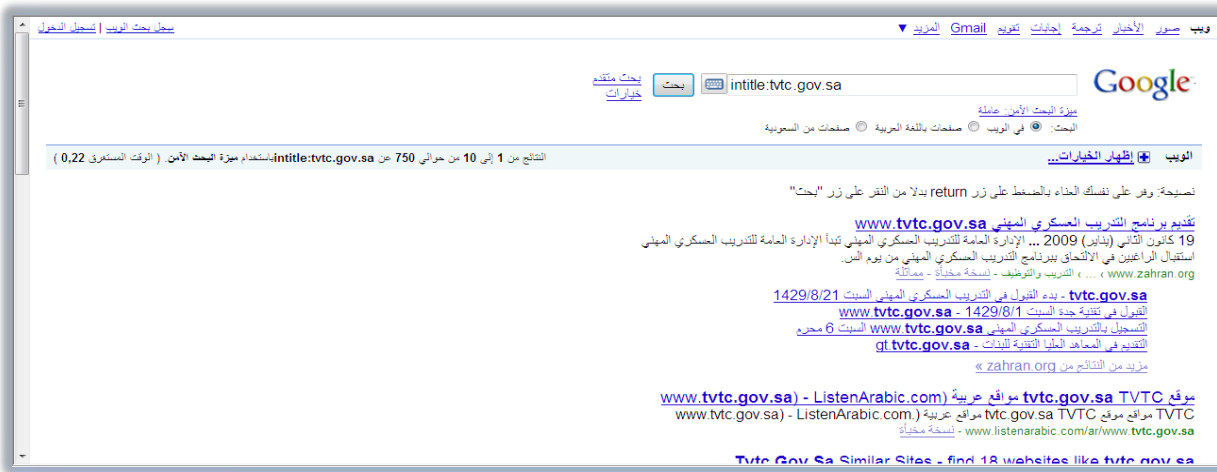 ويب صور الأخبار ترجمة إجابات تقويم Gmail المزيد ▼
سجل بحث الويب | تسجيل الدخول
Google
intitle:tvtc.gov.sa
بحث
بحث متقدم
خيارات
ميزة البحث الأمن: عاملة
البحث: في الويب صفحات باللغة العربية صفحات من السعودية
الويب إظهار الخيارات...
النتائج من 1 إلى 10 من حوالي 750 عن intitle:tvtc.gov.sa باستخدام ميزة البحث الأمن. ( الوقت المستغرق 0,22 )
نصيحة: وفر على نفسك العناء بالضغط على زر return بدلا من النقر على زر "بحث"
تقديم برنامج التدريب العسكري المهني www.tvtc.gov.sa
19 كانون الثاني (يناير) 2009 ... الإدارة العامة للتدريب العسكري المهني تبدأ الإدارة العامة للتدريب العسكري المهني
استقبال الراغبين في الالتحاق ببرنامج التدريب العسكري المهني من يوم الس.
www.zahran.org › ... › التدريب والتوظيف - نسخة مخبأة - مماثلة
tvtc.gov.sa - بدء القبول في التدريب العسكري المهني السبت 1429/8/21
القبول في تقنية جدة السبت 1429/8/1 - www.tvtc.gov.sa
التسجيل بالتدريب العسكري المهني www.tvtc.gov.sa السبت 6 محرم
التقديم في المعاهد العليا التقنية للبنات - gt.tvtc.gov.sa
مزيد من النتائج من zahran.org »
موقع tvtc.gov.sa TVTC مواقع عربية (www.tvtc.gov.sa) - ListenArabic.com
TVTC مواقع موقع tvtc.gov.sa TVTC مواقع عربية (www.tvtc.gov.sa) - ListenArabic.com.
www.listenarabic.com/ar/www.tvtc.gov.sa - نسخة مخبأة
Tvtc Gov Sa Similar Sites - find 18 websites like tvtc gov sa